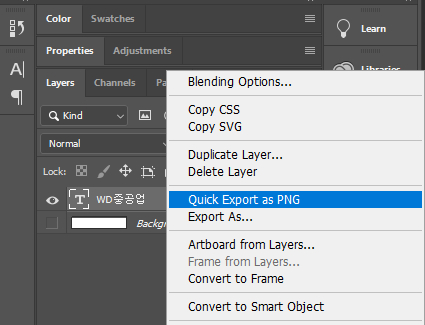 Color Swatches
Properties Adjustments
Layers Channels Pa
Kind
Normal
Lock:
WD중공업
Backg
Learn
Libraries
Blending Options...
Copy CSS
Copy SVG
Duplicate Layer...
Delete Layer
Quick Export as PNG
Export As...
Artboard from Layers...
Frame from Layers...
Convert to Frame
Convert to Smart Object